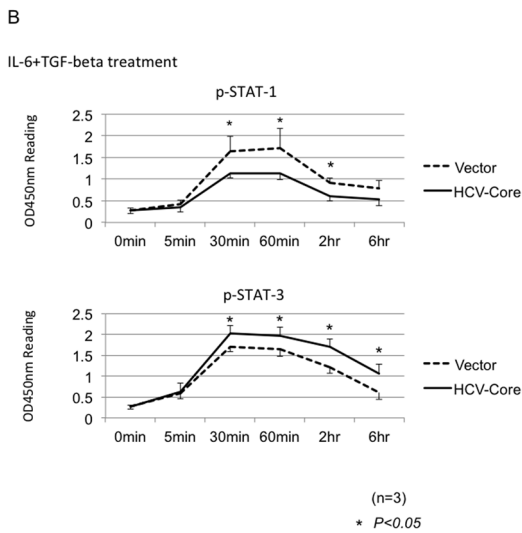 B
IL-6+TGF-beta treatment
p-STAT-1
OD450nm Reading
2.5
2
1.5
1
0.5
0
* * *
0min 5min 30min 60min 2hr 6hr
Vector
HCV-Core
p-STAT-3
OD450nm Reading
2.5
2
1.5
1
0.5
0
* * * *
0min 5min 30min 60min 2hr 6hr
Vector
HCV-Core
(n=3)
* P<0.05